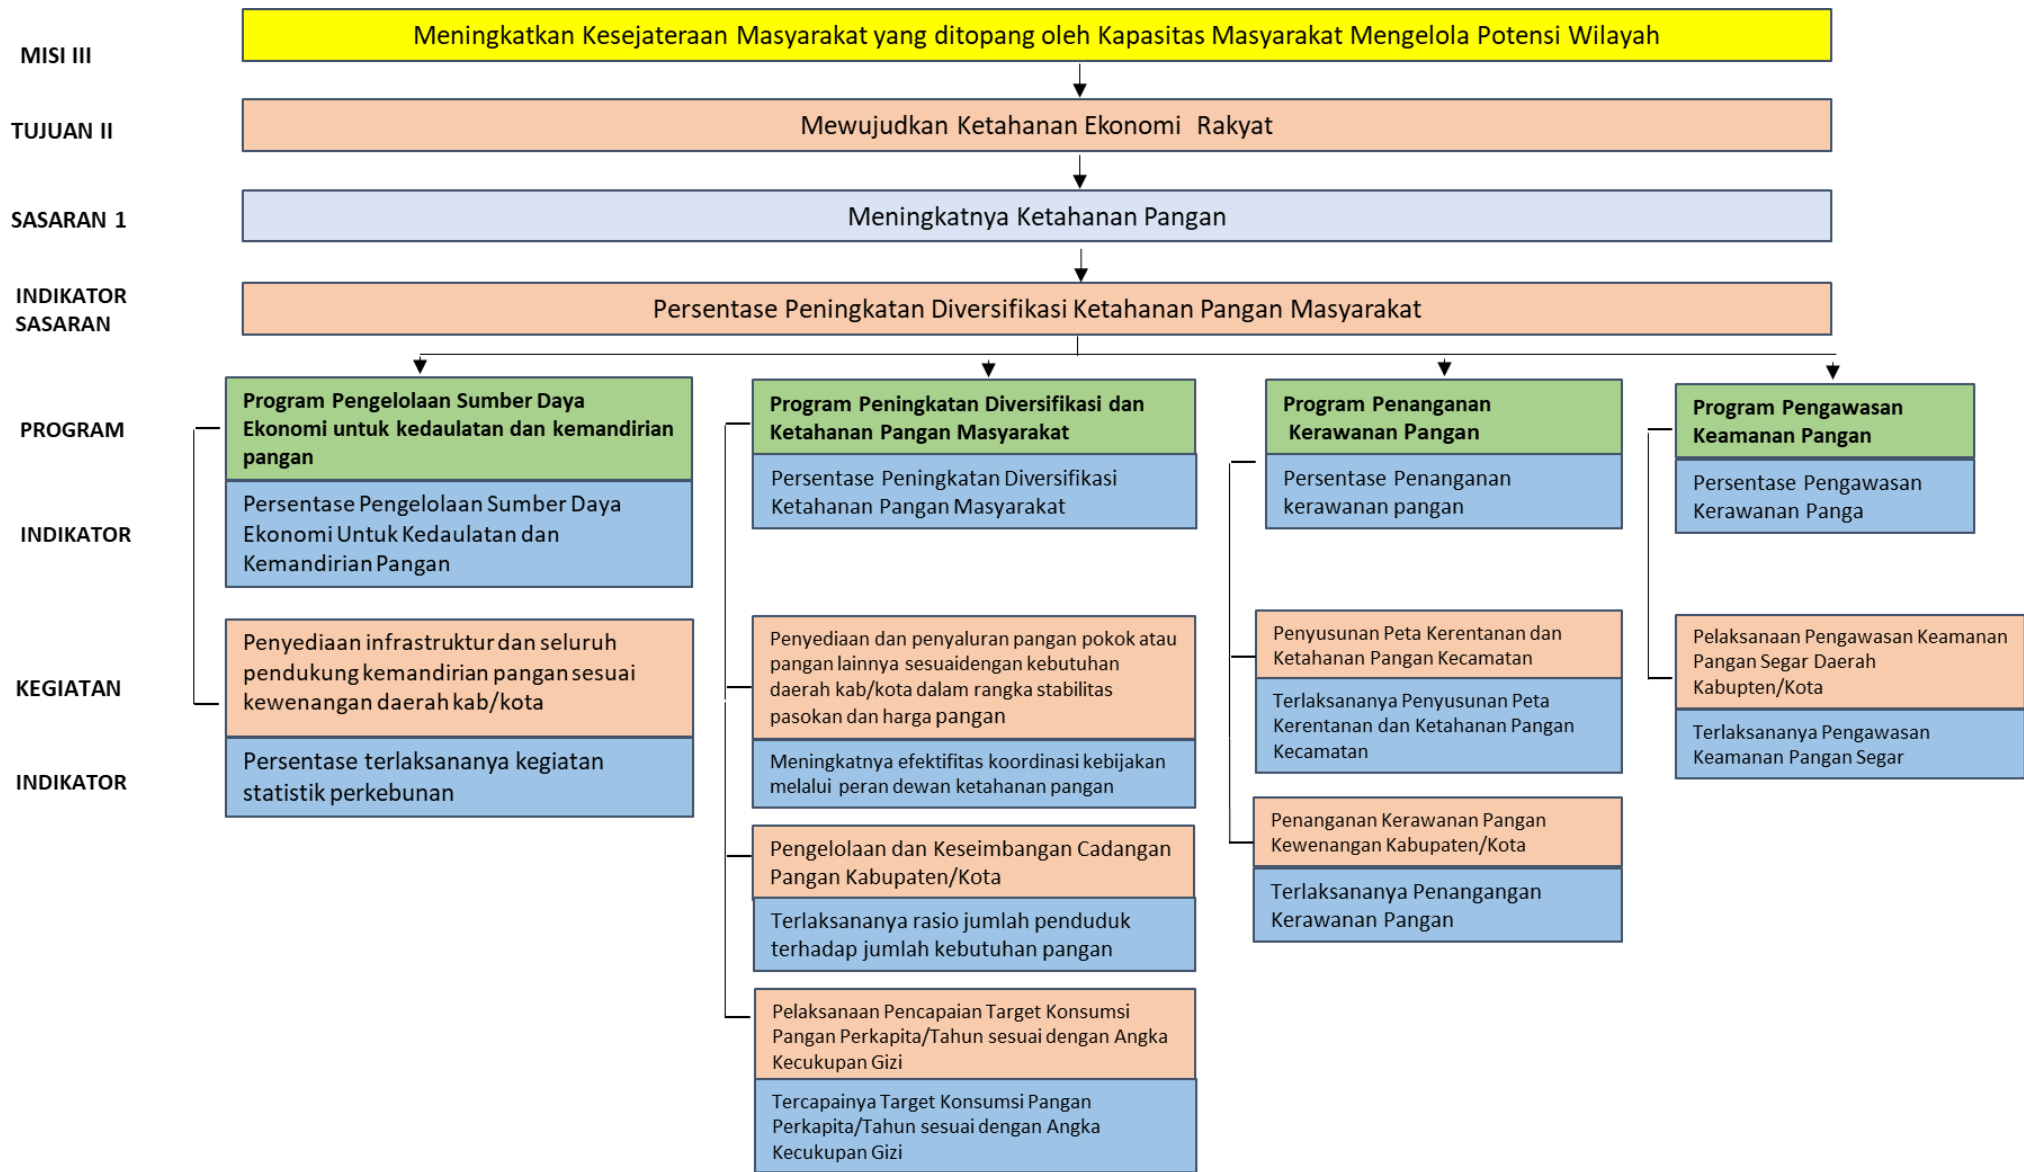 MISI III
Meningkatkan Kesejateraan Masyarakat yang ditopang oleh Kapasitas Masyarakat Mengelola Potensi Wilayah
TUJUAN II
Mewujudkan Ketahanan Ekonomi Rakyat
SASARAN 1
Meningkatnya Ketahanan Pangan
INDIKATOR
SASARAN
Persentase Peningkatan Diversifikasi Ketahanan Pangan Masyarakat
PROGRAM
Program Pengelolaan Sumber Daya
Ekonomi untuk kedaulatan dan kemandirian
pangan
Program Peningkatan Diversifikasi dan
Ketahanan Pangan Masyarakat
Program Penanganan
Kerawanan Pangan
Program Pengawasan
Keamanan Pangan
INDIKATOR
Persentase Pengelolaan Sumber Daya
Ekonomi Untuk Kedaulatan dan
Kemandirian Pangan
Persentase Peningkatan Diversifikasi
Ketahanan Pangan Masyarakat
Persentase Penanganan
kerawanan pangan
Persentase Pengawasan
Kerawanan Panga
KEGIATAN
Penyediaan infrastruktur dan seluruh
pendukung kemandirian pangan sesuai
kewenangan daerah kab/kota
Penyediaan dan penyaluran pangan pokok atau
pangan lainnya sesuaidengan kebutuhan
daerah kab/kota dalam rangka stabilitas
pasokan dan harga pangan
Penyusunan Peta Kerentanan dan
Ketahanan Pangan Kecamatan
Pelaksanaan Pengawasan Keamanan
Pangan Segar Daerah
Kabupten/Kota
INDIKATOR
Persentase terlaksananya kegiatan
statistik perkebunan
Meningkatnya efektifitas koordinasi kebijakan
melalui peran dewan ketahanan pangan
Terlaksananya Penyusunan Peta
Kerentanan dan Ketahanan Pangan
Kecamatan
Terlaksananya Pengawasan
Keamanan Pangan Segar
Pengelolaan dan Keseimbangan Cadangan
Pangan Kabupaten/Kota
Terlaksananya rasio jumlah penduduk
terhadap jumlah kebutuhan pangan
Penanganan Kerawanan Pangan
Kewenangan Kabupaten/Kota
Terlaksananya Penangangan
Kerawanan Pangan
Pelaksanaan Pencapaian Target Konsumsi
Pangan Perkapita/Tahun sesuai dengan Angka
Kecukupan Gizi
Tercapainya Target Konsumsi Pangan
Perkapita/Tahun sesuai dengan Angka
Kecukupan Gizi